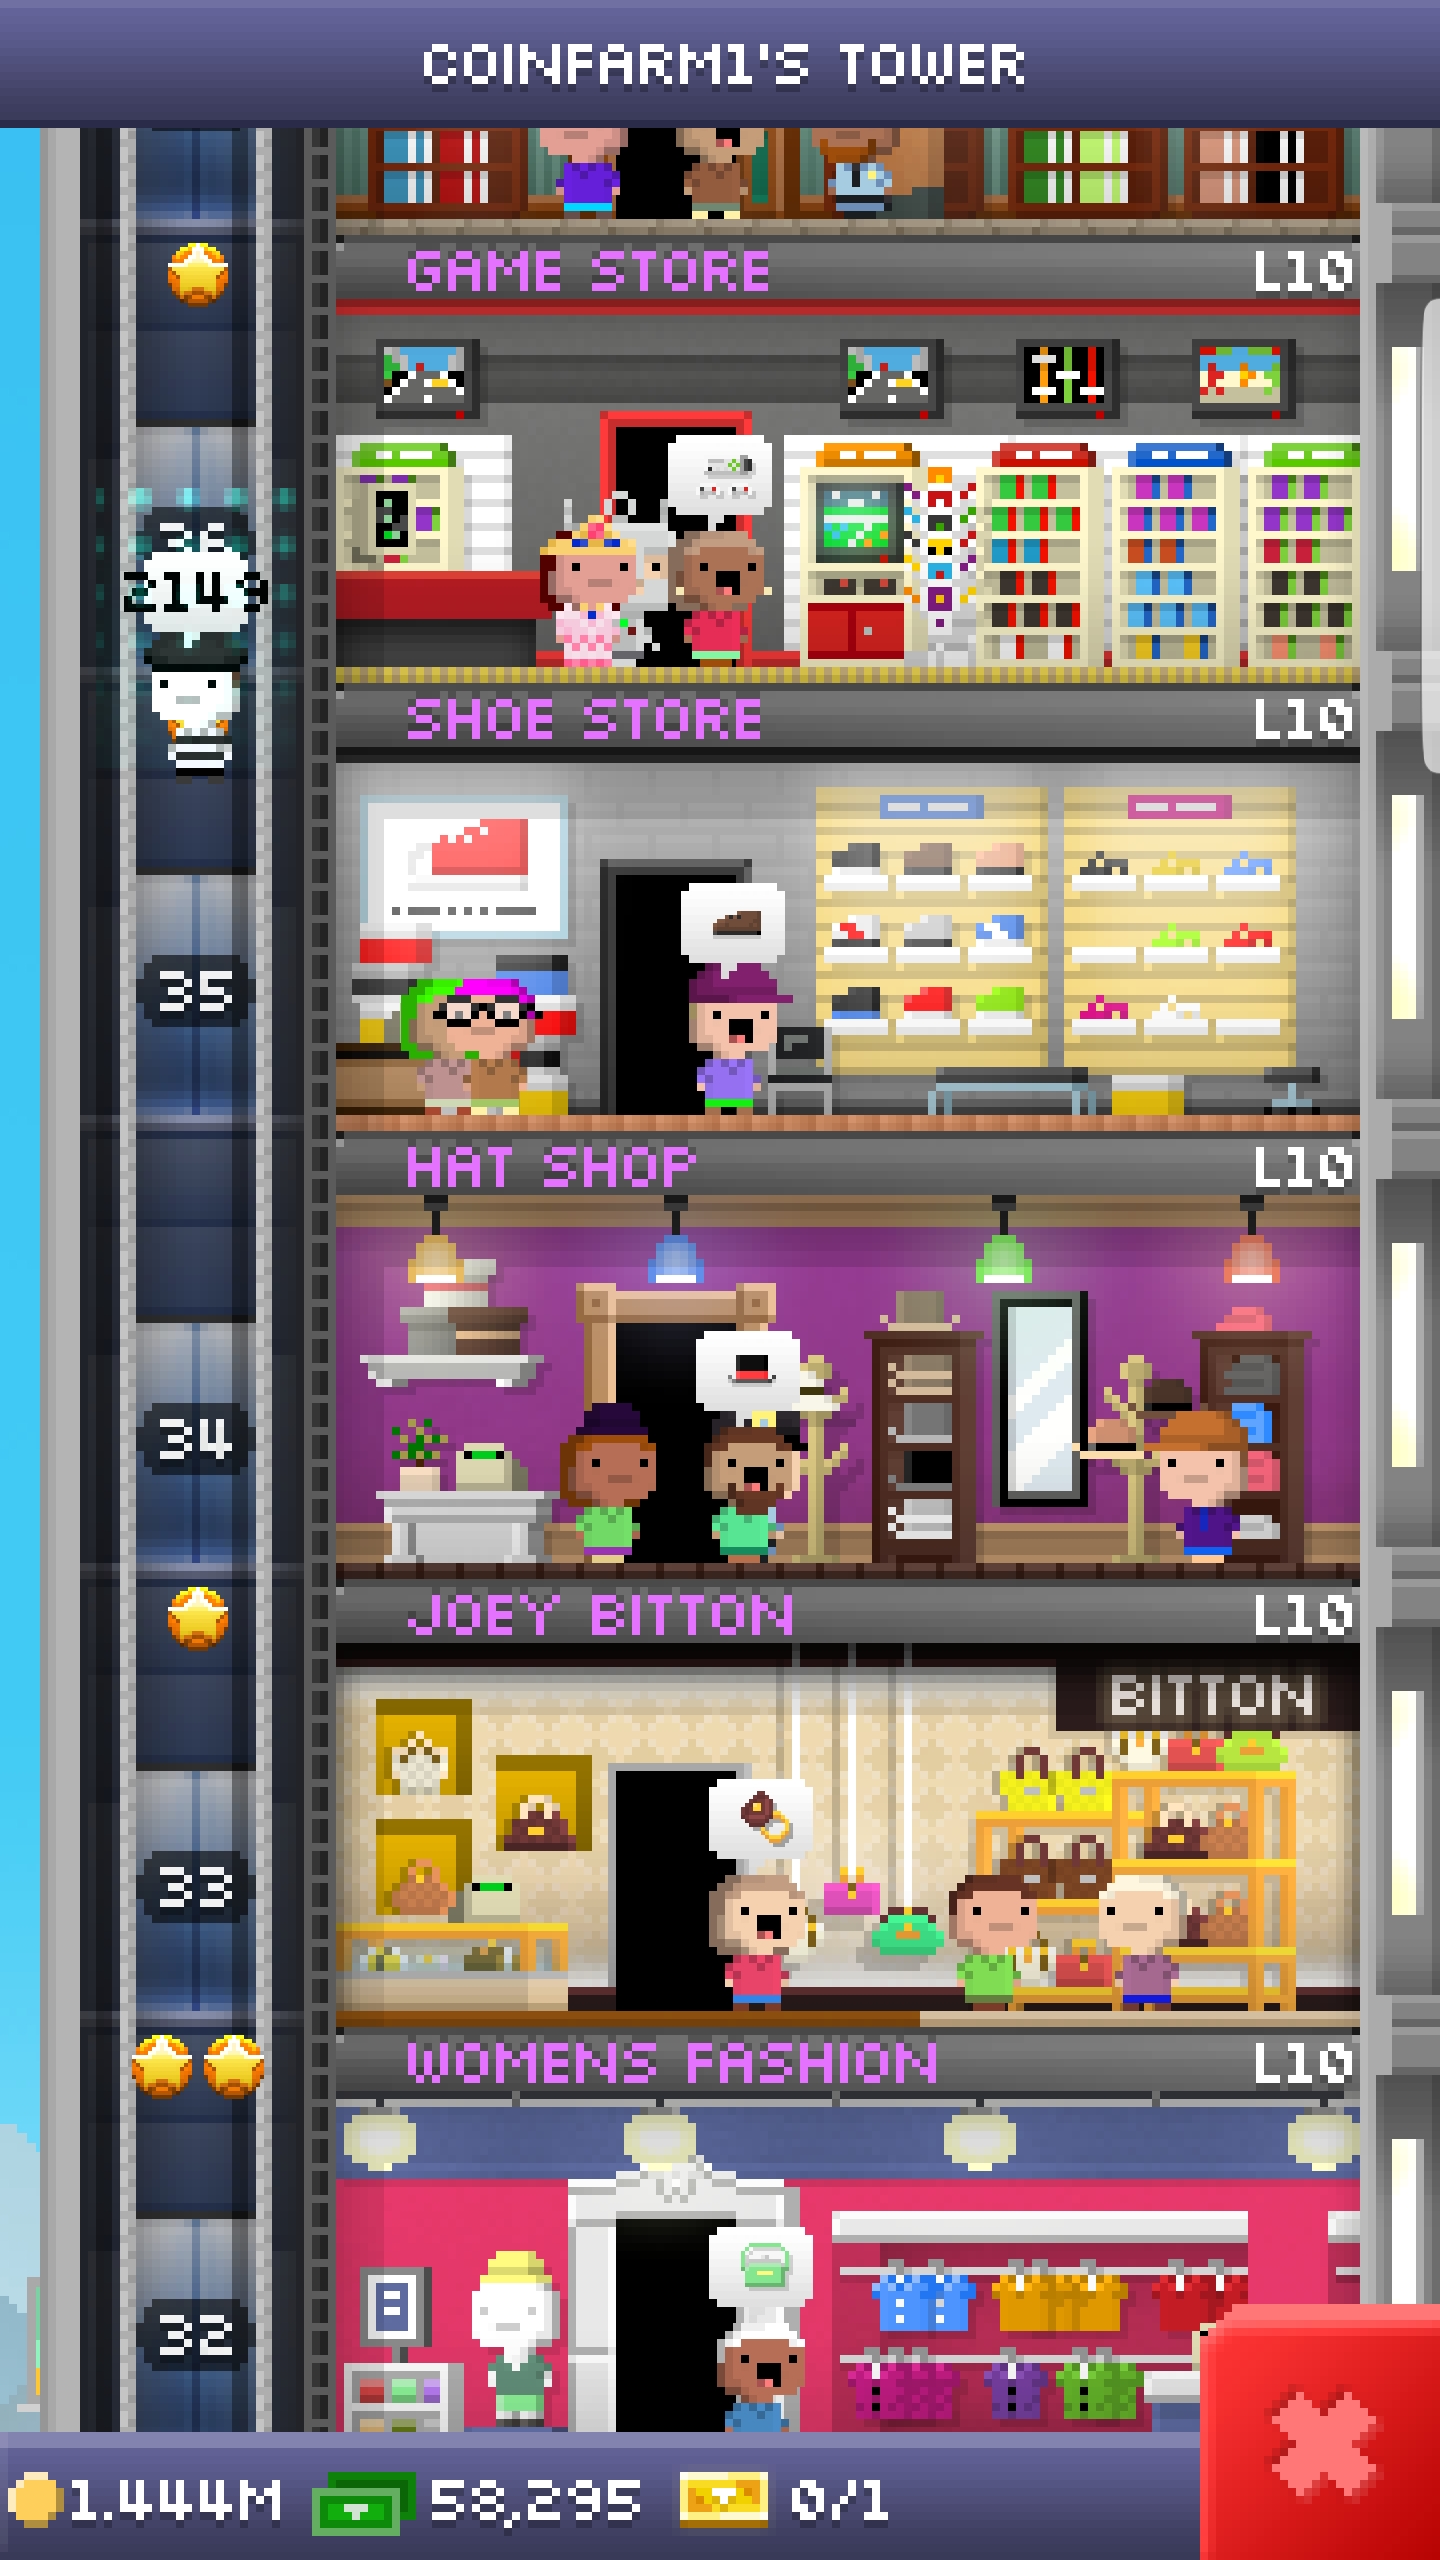 COINFARM1'S TOWER
GAME STORE L10
36
2149
SHOE STORE L10
35
HAT SHOP L10
34
JOEY BITTON L10
BITTON
33
WOMENS FASHION L10
32
1.444M 58,295 0/1